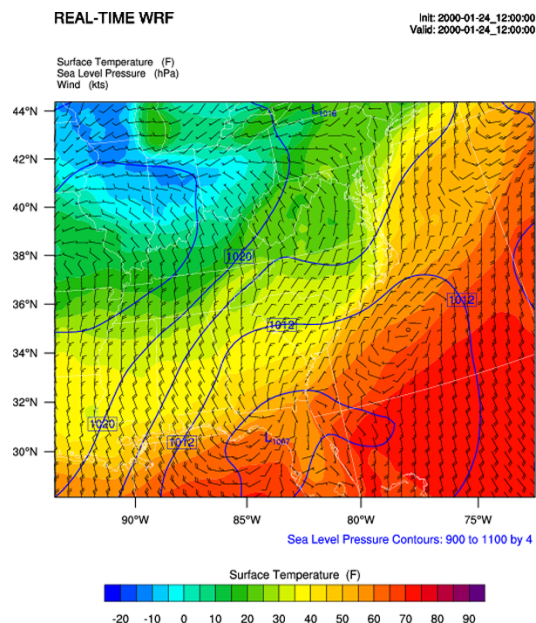 REAL-TIME WRF
Init: 2000-01-24_12:00:00
Valid: 2000-01-24_12:00:00
Surface Temperature (F)
Sea Level Pressure (hPa)
Wind (kts)
44°N
42°N
40°N
38°N
36°N
34°N
32°N
30°N
L1016
1020
1012
1012
1020
1012
90°W
85°W
80°W
75°W
Sea Level Pressure Contours: 900 to 1100 by 4
Surface Temperature (F)
-20 -10 0 10 20 30 40 50 60 70 80 90